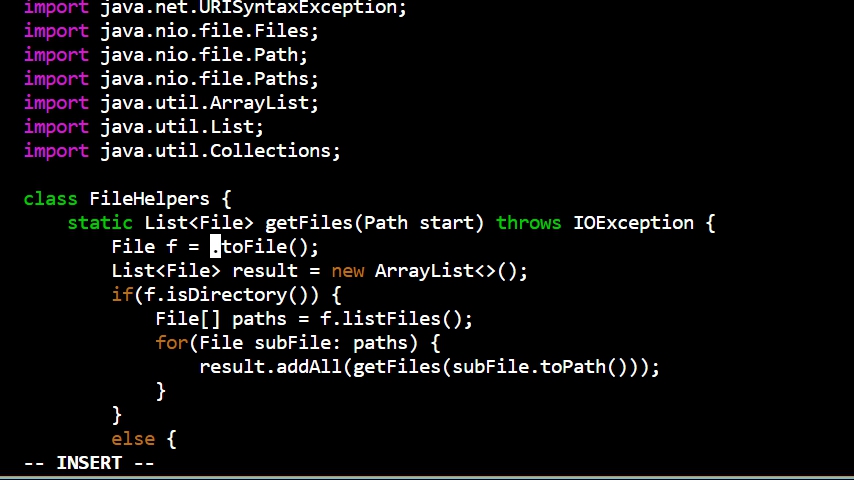 import java.net.URISyntaxException;
import java.nio.file.Files;
import java.nio.file.Path;
import java.nio.file.Paths;
import java.util.ArrayList;
import java.util.List;
import java.util.Collections;
class FileHelpers {
static List<File> getFiles(Path start) throws IOException {
File f = .toFile();
List<File> result = new ArrayList<>();
if(f.isDirectory()) {
File[] paths = f.listFiles();
for(File subFile: paths) {
result.addAll(getFiles(subFile.toPath()));
}
}
else {
-- INSERT --